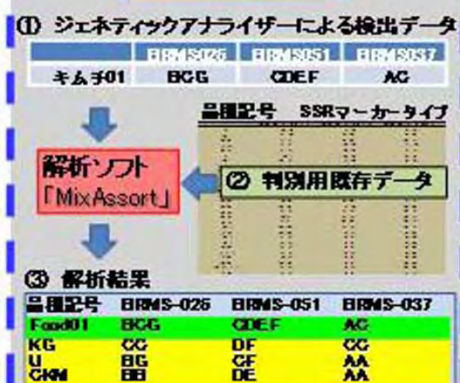 ① ジェネティックアナライザーによる検出データ
BRMS026 BRMS051 BRMS037
キムチ01 BCG CDEF AC
品種記号 SSRマーカータイプ
解析ソフト
「MixAssort」
② 判別用既存データ
③ 解析結果
品種記号 BRMS-026 BRMS-051 BRMS-037
Food01 BCG CDEF AC
KG CC DF CC
U BG CF AA
CKM BB DE AA